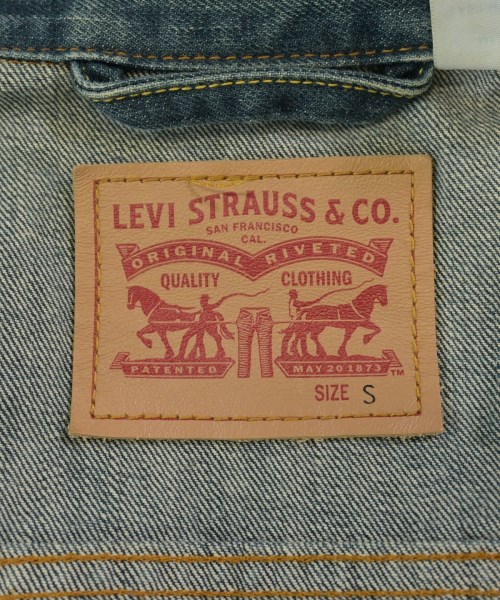 LEVI STRAUSS & CO.
SAN FRANCISCO
CAL.
ORIGINAL RIVETED
QUALITY CLOTHING
PATENTED MAY 20 1873 ™
SIZE S